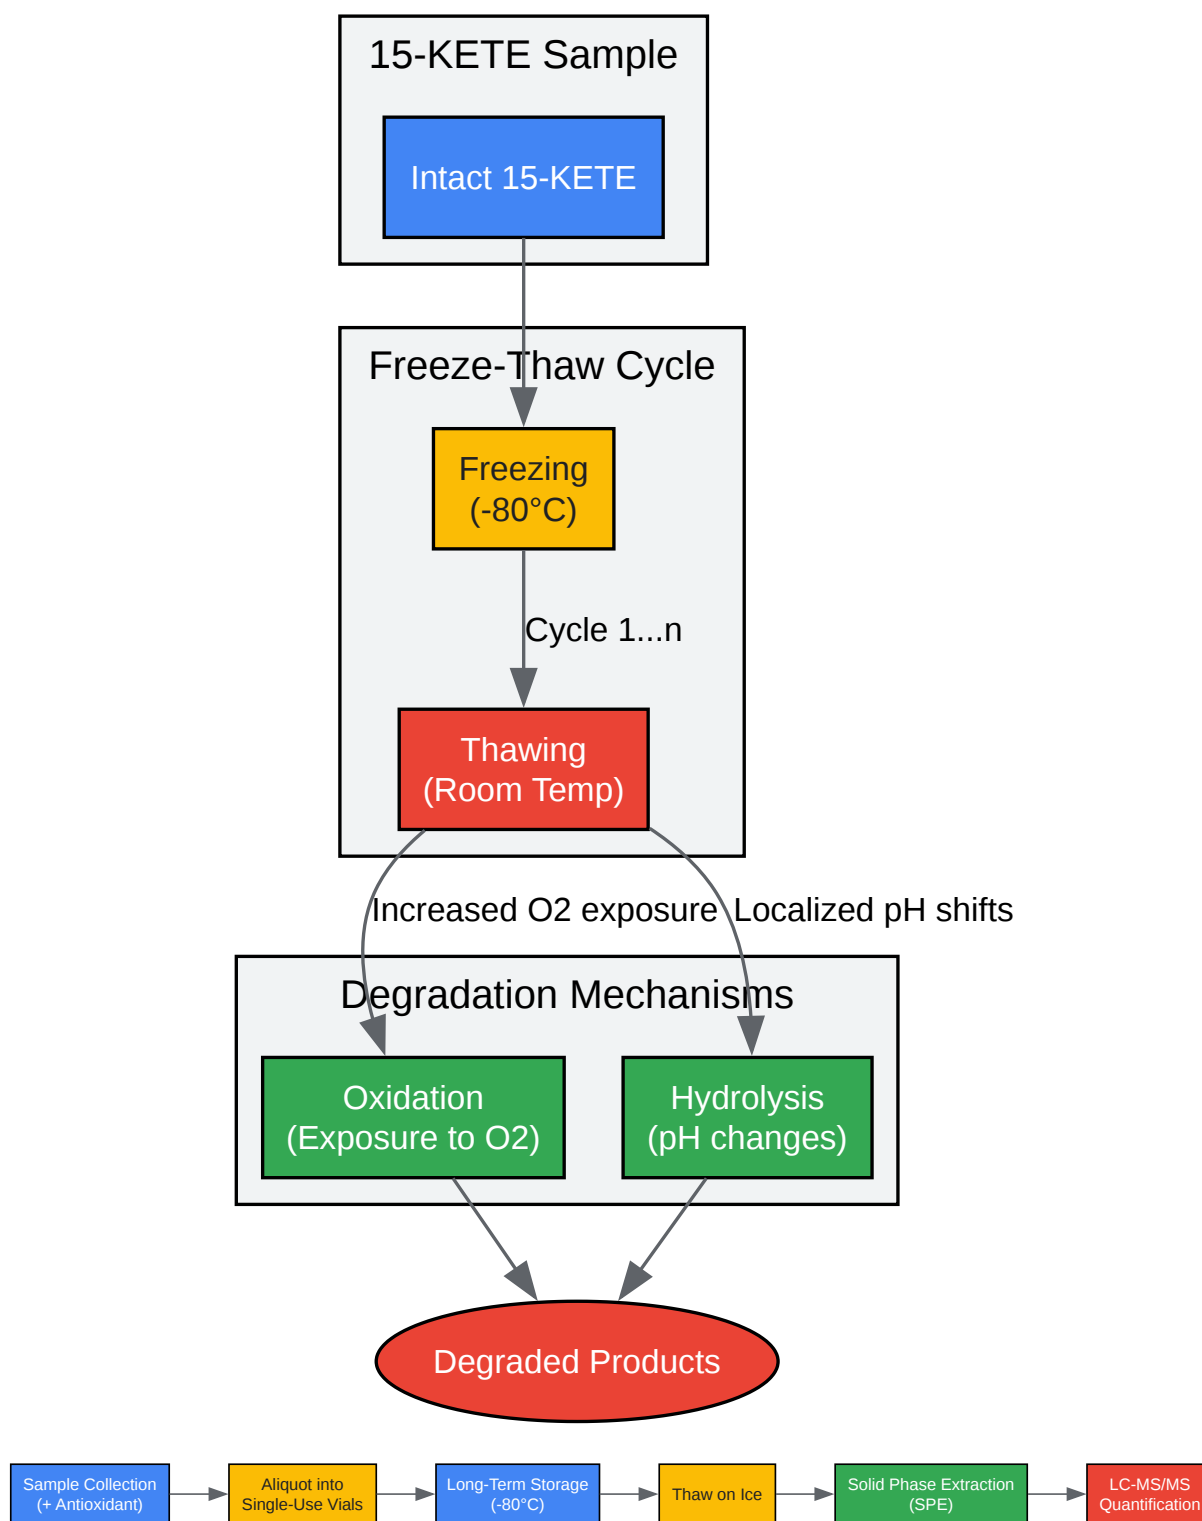 15-KETE Sample
Intact 15-KETE
Freeze-Thaw Cycle
Freezing
(-80°C)
Cycle 1...n
Thawing
(Room Temp)
Increased O2 exposure
Localized pH shifts
Degradation Mechanisms
Oxidation
(Exposure to O2)
Hydrolysis
(pH changes)
Degraded Products
Sample Collection
(+ Antioxidant)
Aliquot into
Single-Use Vials
Long-Term Storage
(-80°C)
Thaw on Ice
Solid Phase Extraction
(SPE)
LC-MS/MS
Quantification